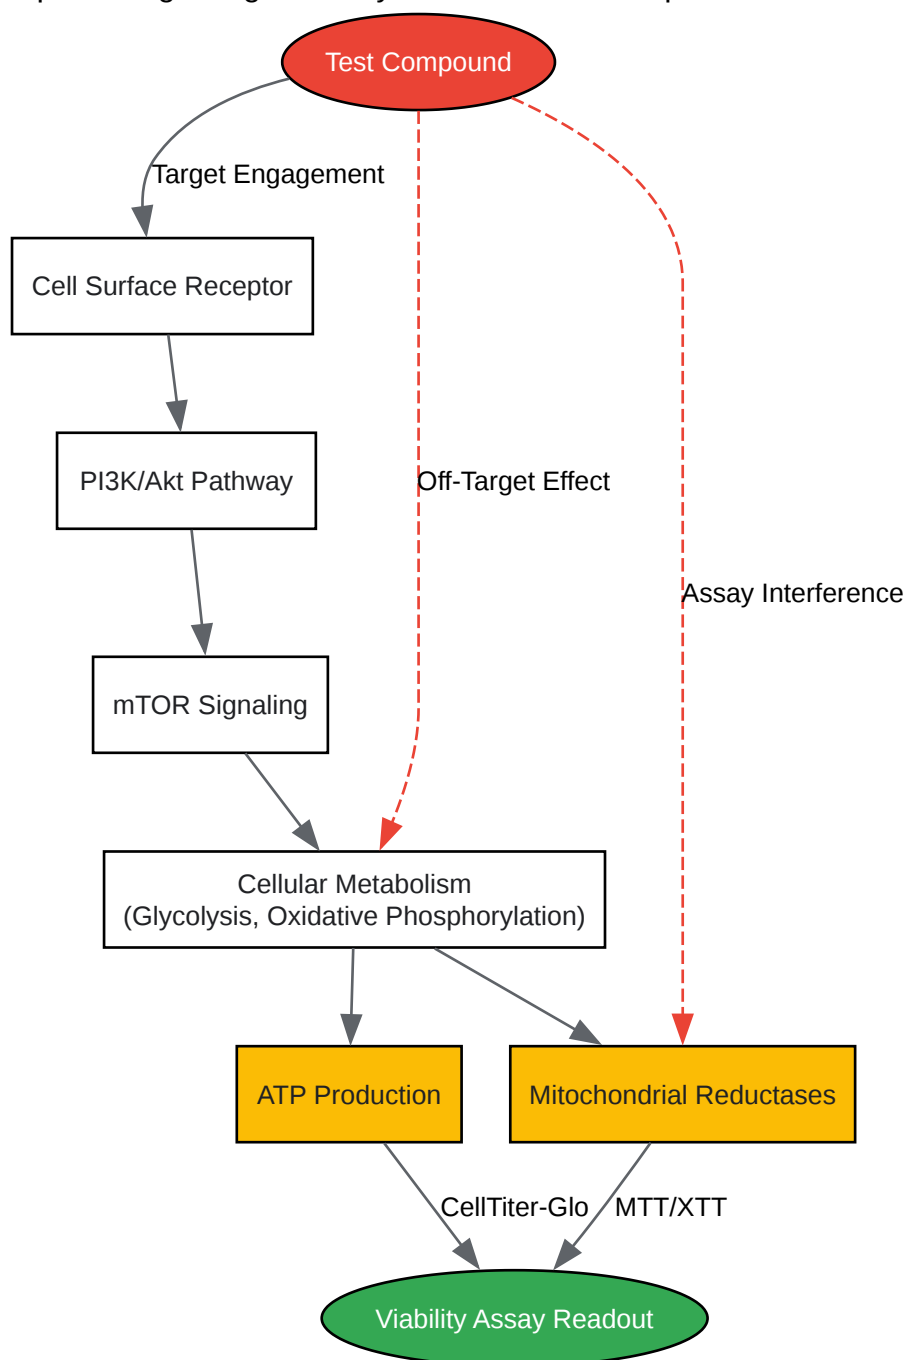 Test Compound
Target Engagement
Cell Surface Receptor
PI3K/Akt Pathway
Off-Target Effect
Assay Interference
mTOR Signaling
Cellular Metabolism
(Glycolysis, Oxidative Phosphorylation)
ATP Production
Mitochondrial Reductases
CellTiter-Glo
MTT/XTT
Viability Assay Readout